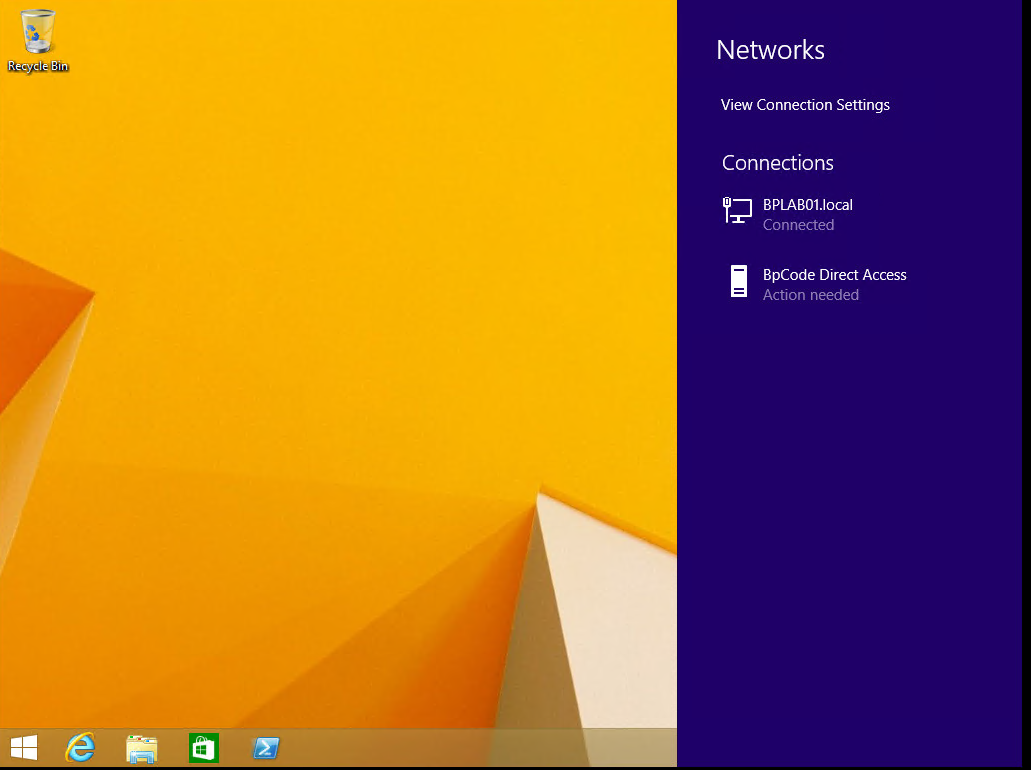 Recycle Bin
Networks
View Connection Settings
Connections
BPLAB01.local
Connected
BpCode Direct Access
Action needed